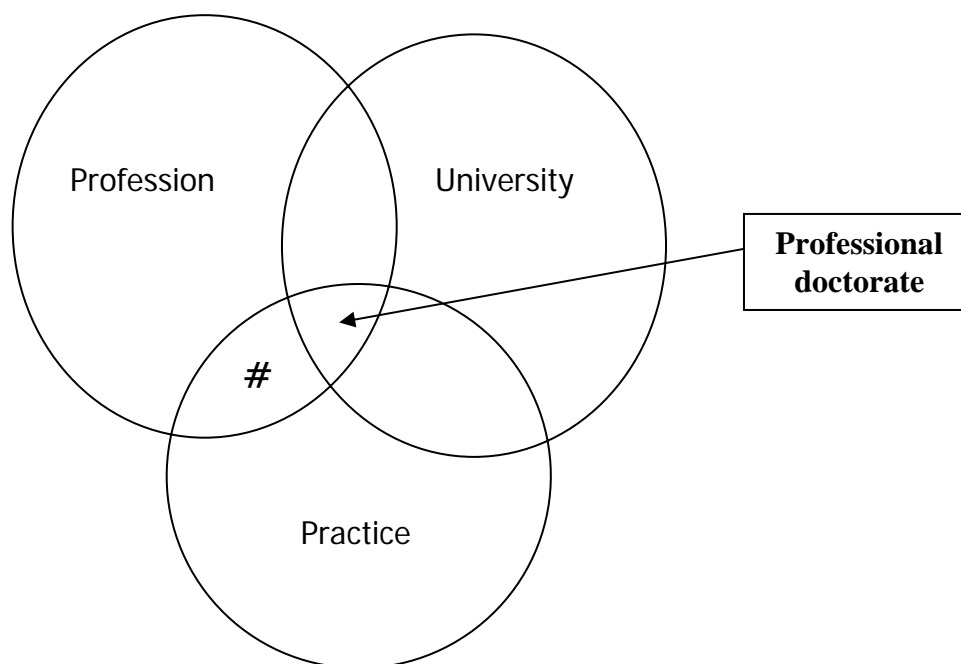 Profession
University
Professional
doctorate
#
Practice